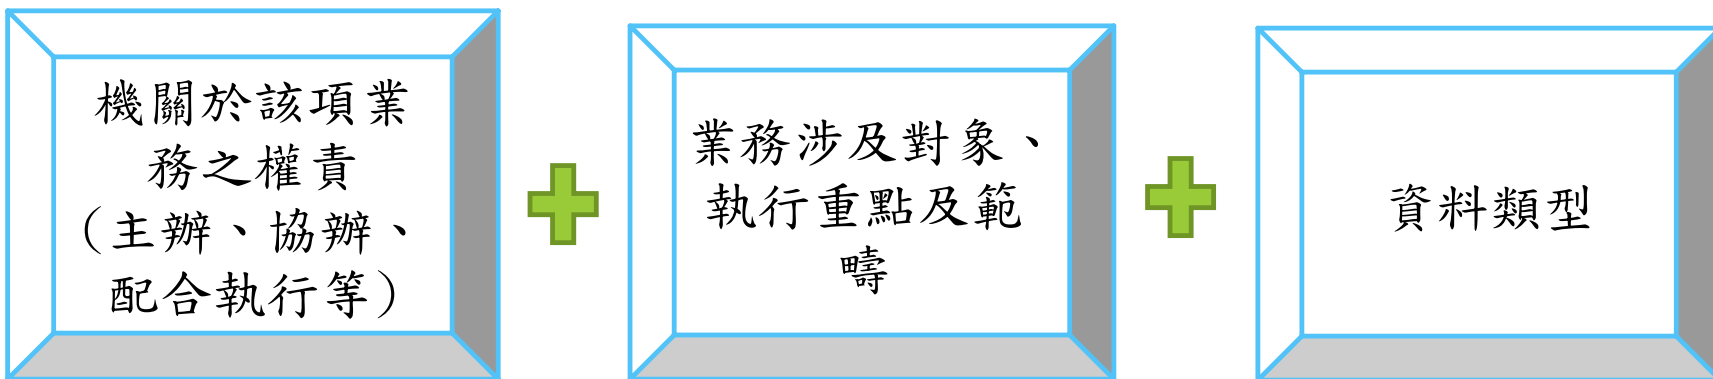 機關於該項業
務之權責
（主辦、協辦、
配合執行等）
業務涉及對象、
執行重點及範
疇
資料類型